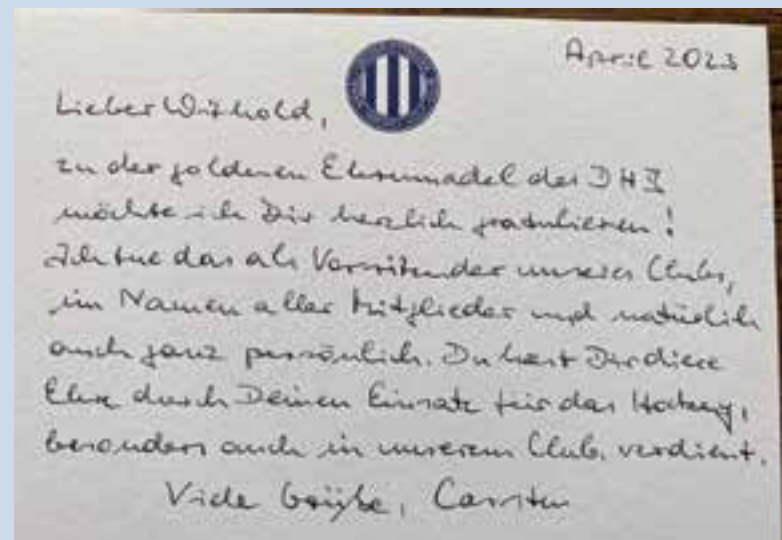 April 2023
Lieber Withold,
zu der goldenen Ehrennadel des DHB
möchte ich Dir herzlich gratulieren!
Ich tue das als Vorsitzender unseres Clubs,
im Namen aller Mitglieder und natürlich
auch ganz persönlich. Du hast Dir diese
Ehre durch Deinen Einsatz für das Hockey,
besonders auch in unserem Club, verdient.
Viele Grüße, Carsten